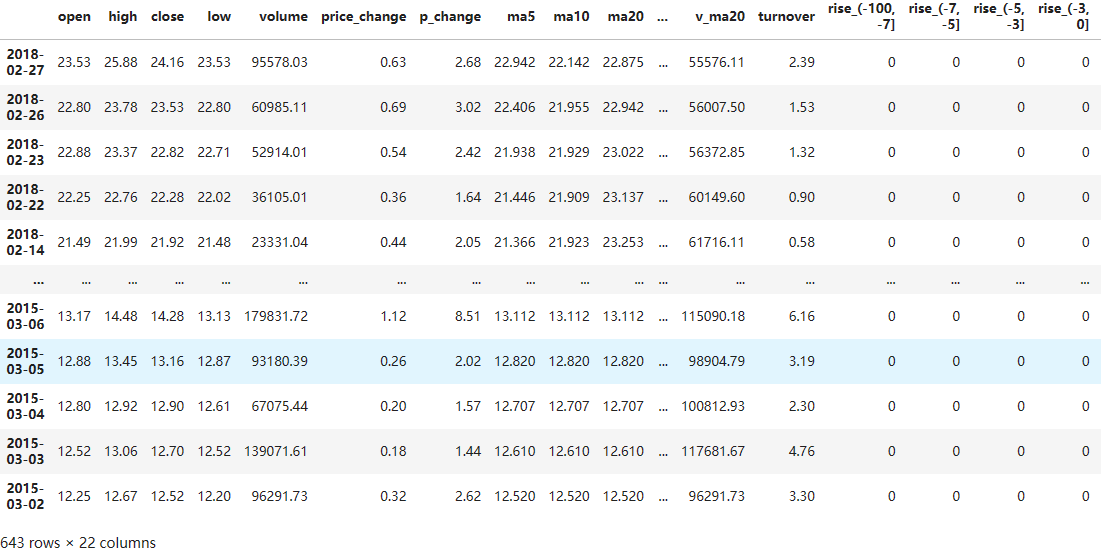 open high close low volume price_change p_change ma5 ma10 ma20 ... v_ma20 turnover rise_(-100, -7] rise_(-7, -5] rise_(-5, -3] rise_(-3, 0]
2018-02-27 23.53 25.88 24.16 23.53 95578.03 0.63 2.68 22.942 22.142 22.875 ... 55576.11 2.39 0 0 0 0
2018-02-26 22.80 23.78 23.53 22.80 60985.11 0.69 3.02 22.406 21.955 22.942 ... 56007.50 1.53 0 0 0 0
2018-02-23 22.88 23.37 22.82 22.71 52914.01 0.54 2.42 21.938 21.929 23.022 ... 56372.85 1.32 0 0 0 0
2018-02-22 22.25 22.76 22.28 22.02 36105.01 0.36 1.64 21.446 21.909 23.137 ... 60149.60 0.90 0 0 0 0
2018-02-14 21.49 21.99 21.92 21.48 23331.04 0.44 2.05 21.366 21.923 23.253 ... 61716.11 0.58 0 0 0 0
... ... ... ... ... ... ... ... ... ... ... ... ... ... ... ... ...
2015-03-06 13.17 14.48 14.28 13.13 179831.72 1.12 8.51 13.112 13.112 13.112 ... 115090.18 6.16 0 0 0 0
2015-03-05 12.88 13.45 13.16 12.87 93180.39 0.26 2.02 12.820 12.820 12.820 ... 98904.79 3.19 0 0 0 0
2015-03-04 12.80 12.92 12.90 12.61 67075.44 0.20 1.57 12.707 12.707 12.707 ... 100812.93 2.30 0 0 0 0
2015-03-03 12.52 13.06 12.70 12.52 139071.61 0.18 1.44 12.610 12.610 12.610 ... 117681.67 4.76 0 0 0 0
2015-03-02 12.25 12.67 12.52 12.20 96291.73 0.32 2.62 12.520 12.520 12.520 ... 96291.73 3.30 0 0 0 0
643 rows × 22 columns